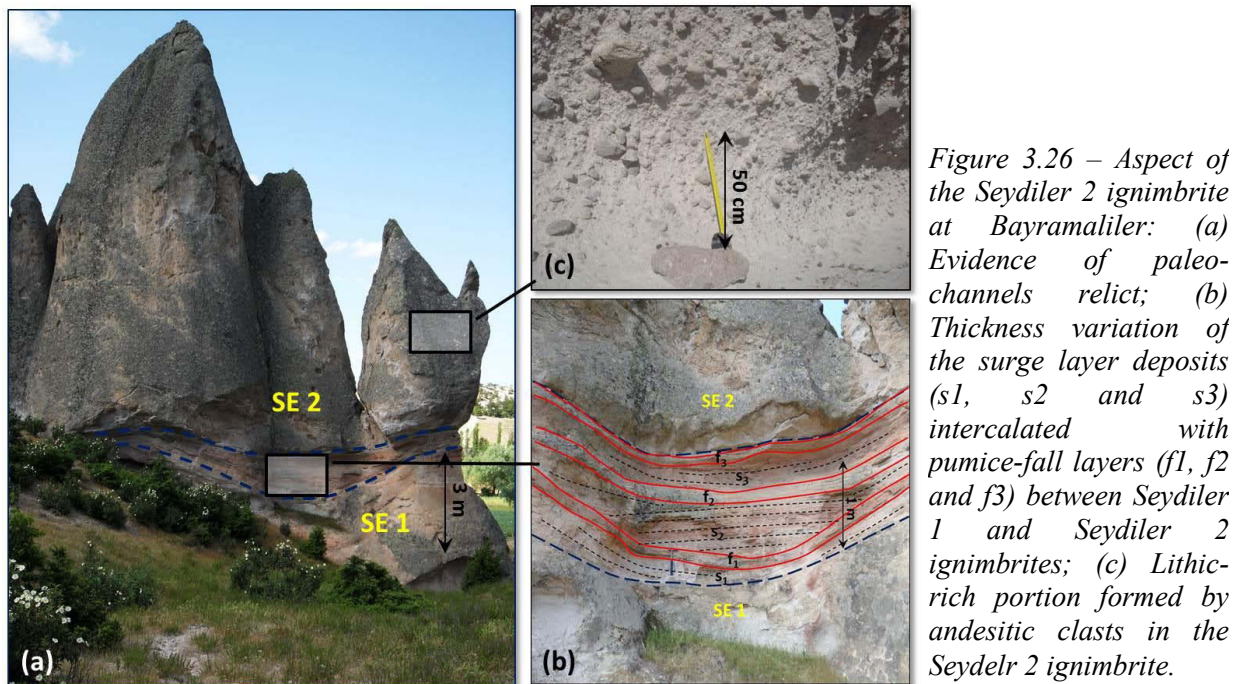 SE 2
SE 1
3 m
(a)
50 cm
(c)
SE 2
f3
s3
f2
1 m
s2
f1
s1
SE 1
(b)
Figure 3.26 – Aspect of
the Seydiler 2 ignimbrite
at Bayramaliler: (a)
Evidence of paleo-
channels relict; (b)
Thickness variation of
the surge layer deposits
(s1, s2 and s3)
intercalated with
pumice-fall layers (f1, f2
and f3) between Seydiler
1 and Seydiler 2
ignimbrites; (c) Lithic-
rich portion formed by
andesitic clasts in the
Seydelr 2 ignimbrite.